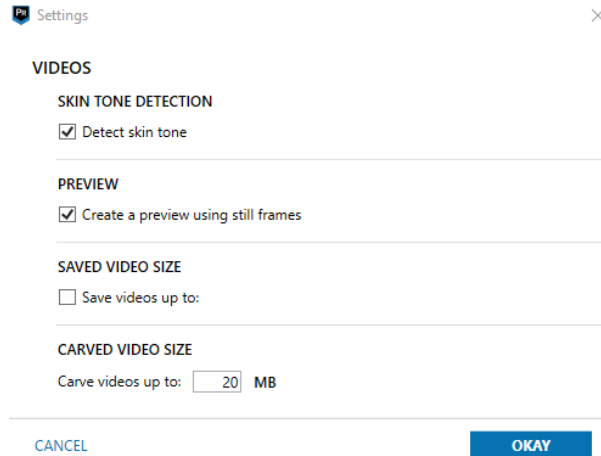 PR Settings
VIDEOS
SKIN TONE DETECTION
Detect skin tone
PREVIEW
Create a preview using still frames
SAVED VIDEO SIZE
Save videos up to:
CARVED VIDEO SIZE
Carve videos up to: 20 MB
CANCEL OKAY